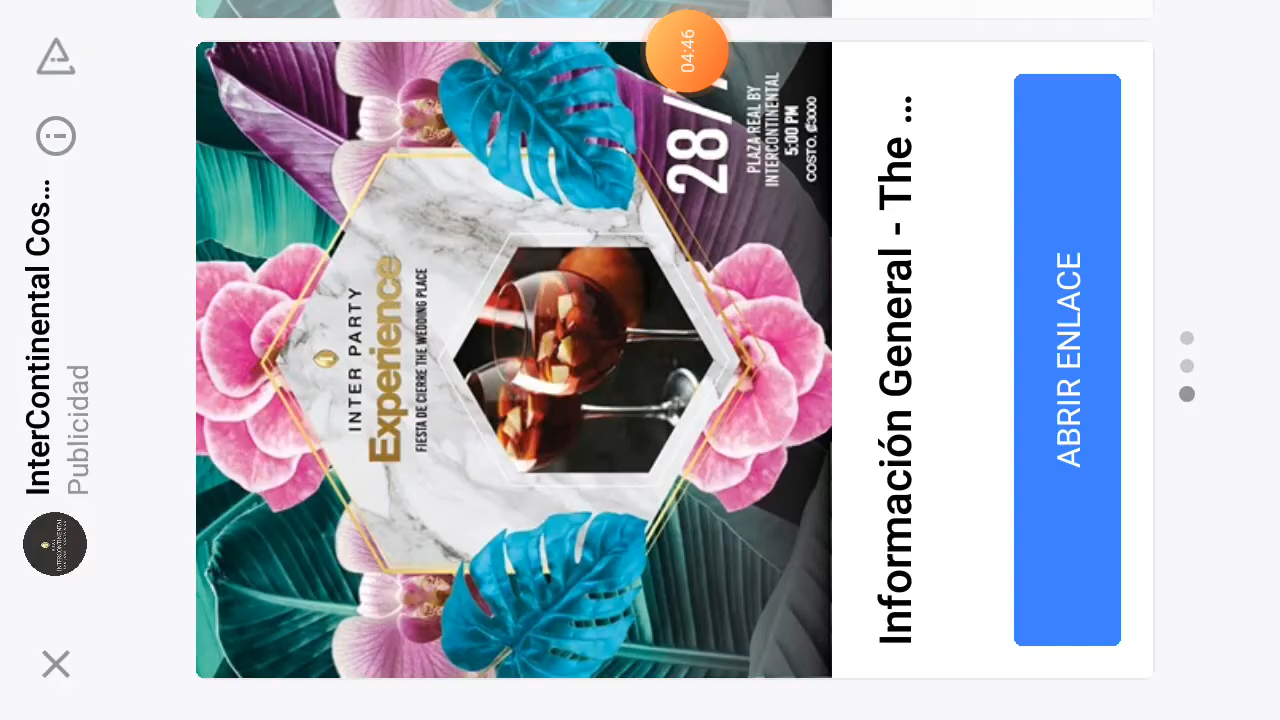 InterContinental Cos...
Publicidad
04:46
INTER PARTY
Experience
FIESTA DE CIERRE THE WEDDING PLACE
28/
PLAZA REAL BY
INTERCONTINENTAL
5:00 PM
COSTO. ₡3000
Información General - The ...
ABRIR ENLACE